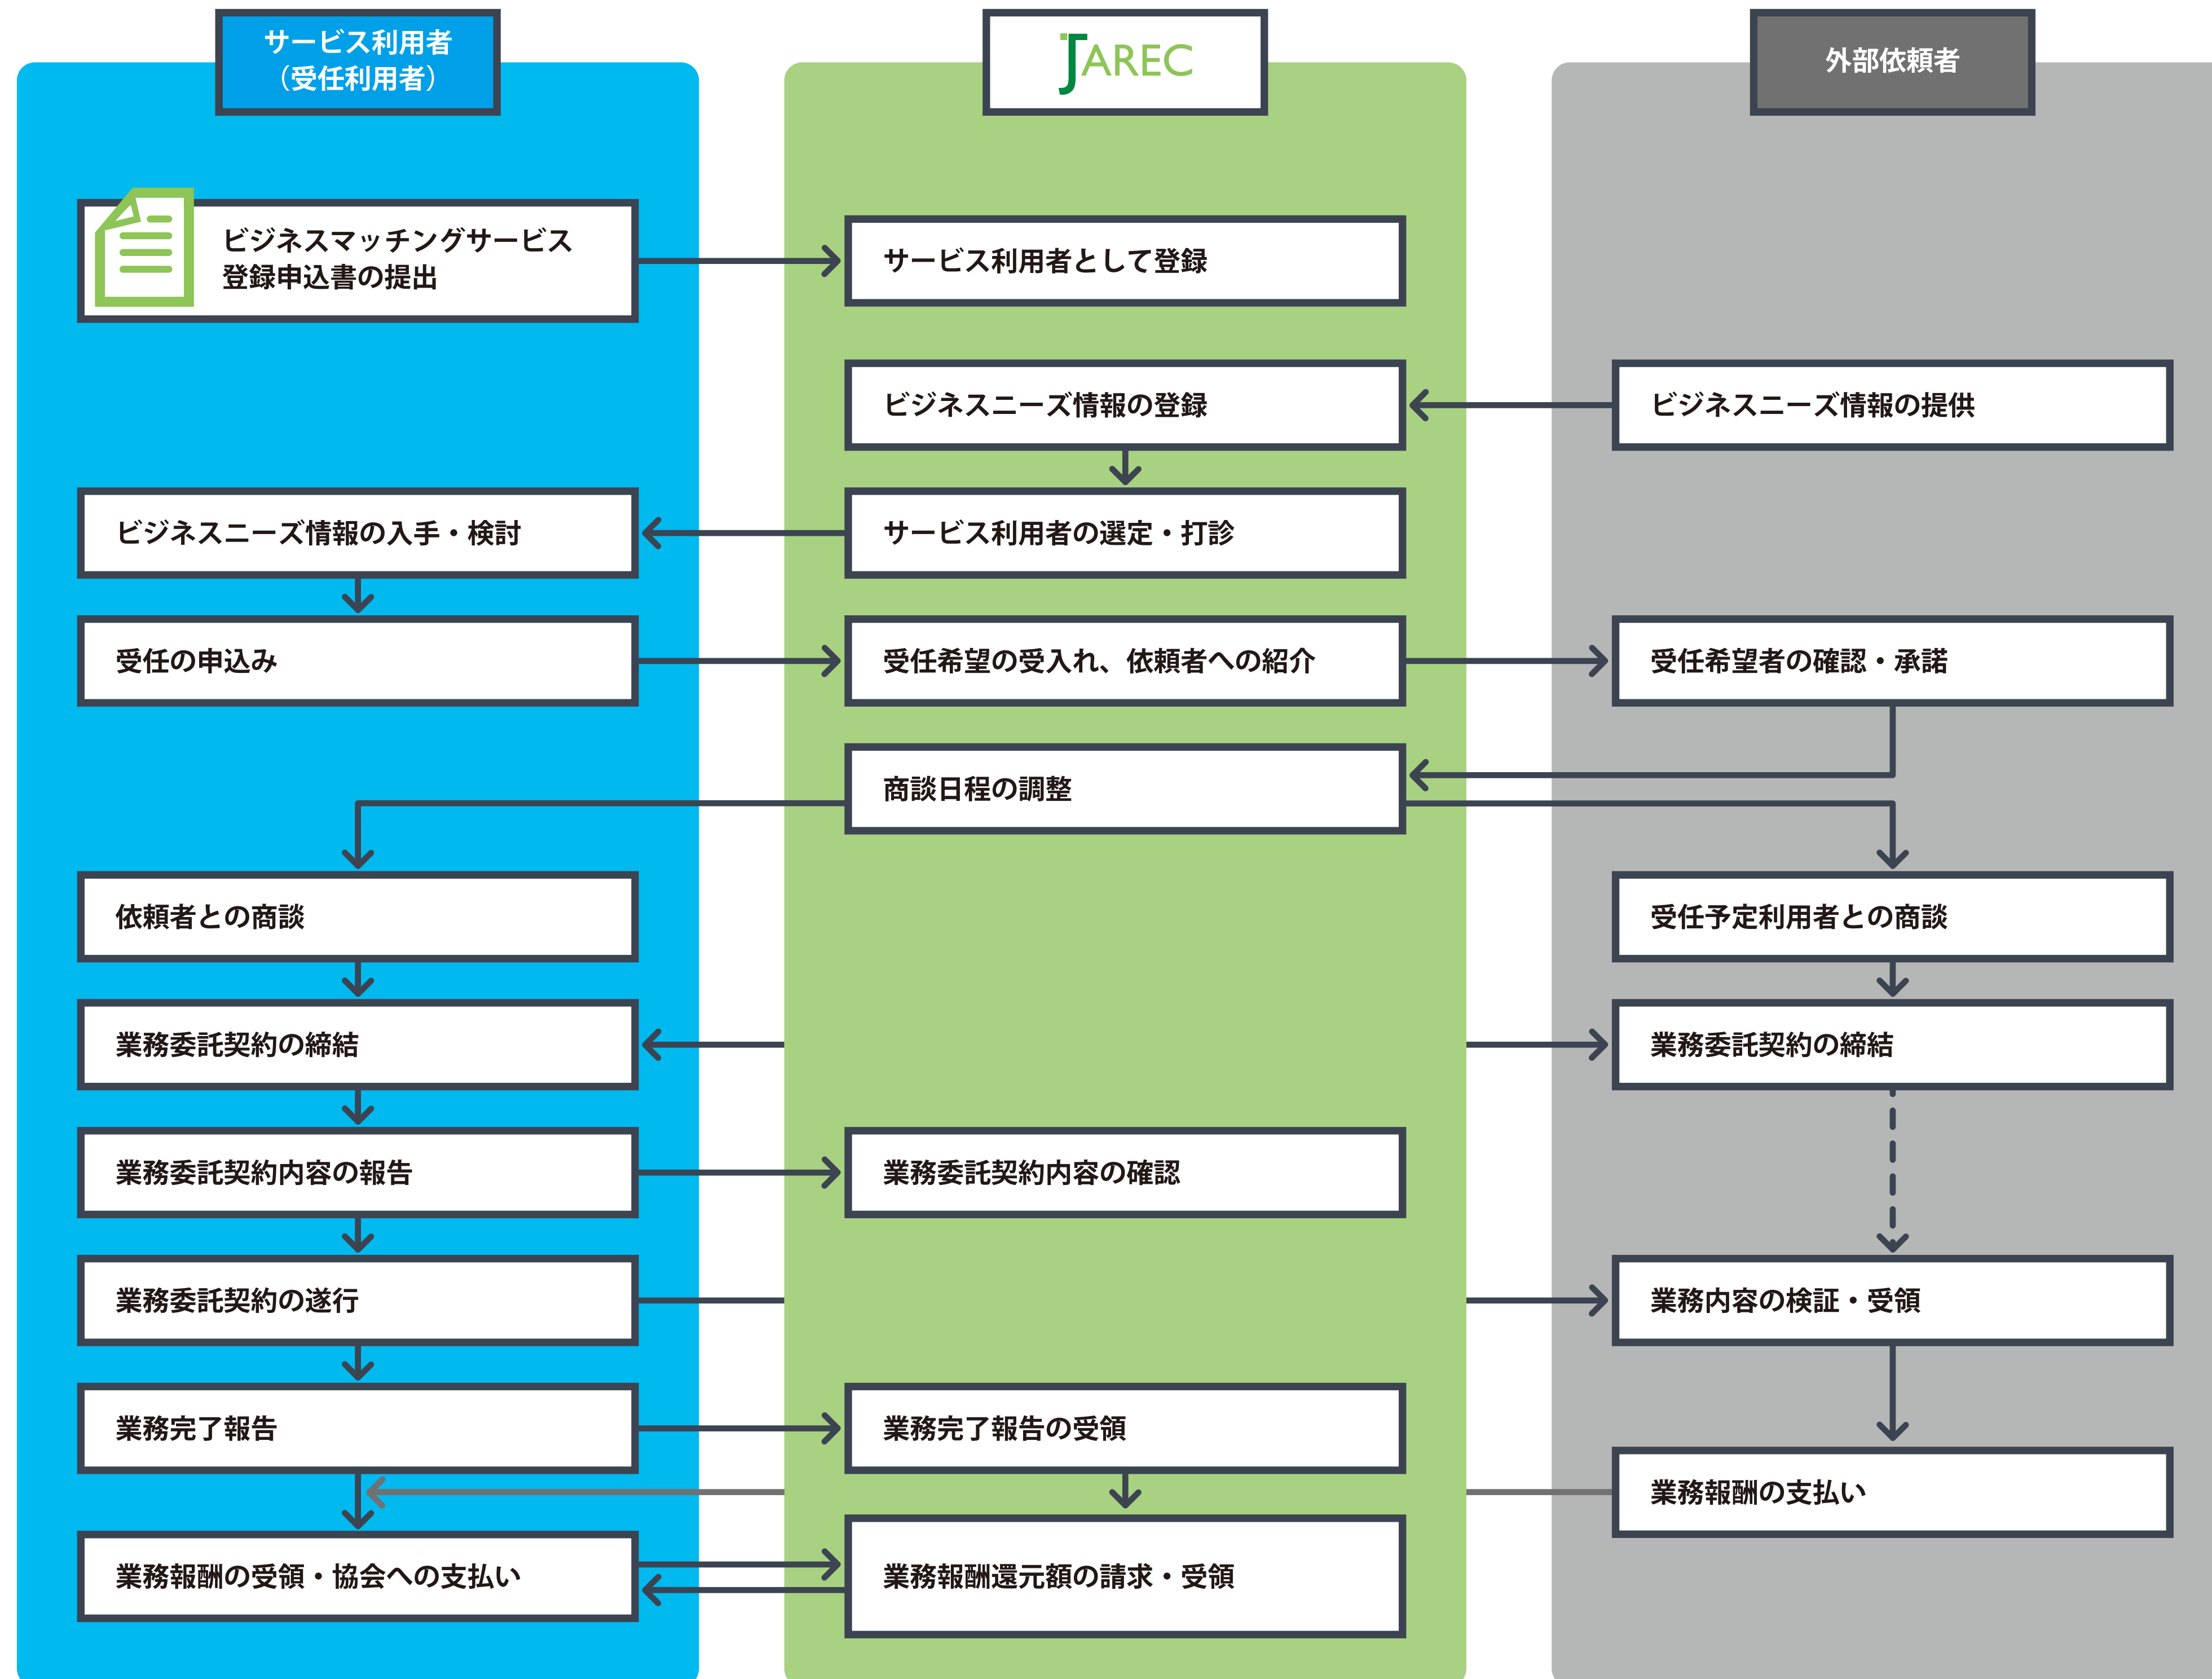 サービス利用者
（受任利用者）
JAREC
外部依頼者
ビジネスマッチングサービス
登録申込書の提出
サービス利用者として登録
ビジネスニーズ情報の登録
ビジネスニーズ情報の提供
ビジネスニーズ情報の入手・検討
サービス利用者の選定・打診
受任の申込み
受任希望の受入れ、依頼者への紹介
受任希望者の確認・承諾
商談日程の調整
依頼者との商談
受任予定利用者との商談
業務委託契約の締結
業務委託契約の締結
業務委託契約内容の報告
業務委託契約内容の確認
業務委託契約の遂行
業務内容の検証・受領
業務完了報告
業務完了報告の受領
業務報酬の支払い
業務報酬の受領・協会への支払い
業務報酬還元額の請求・受領